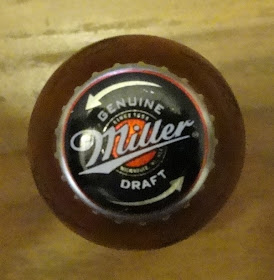 GENUINE
SINCE 1855
Miller
MILWAUKEE
DRAFT